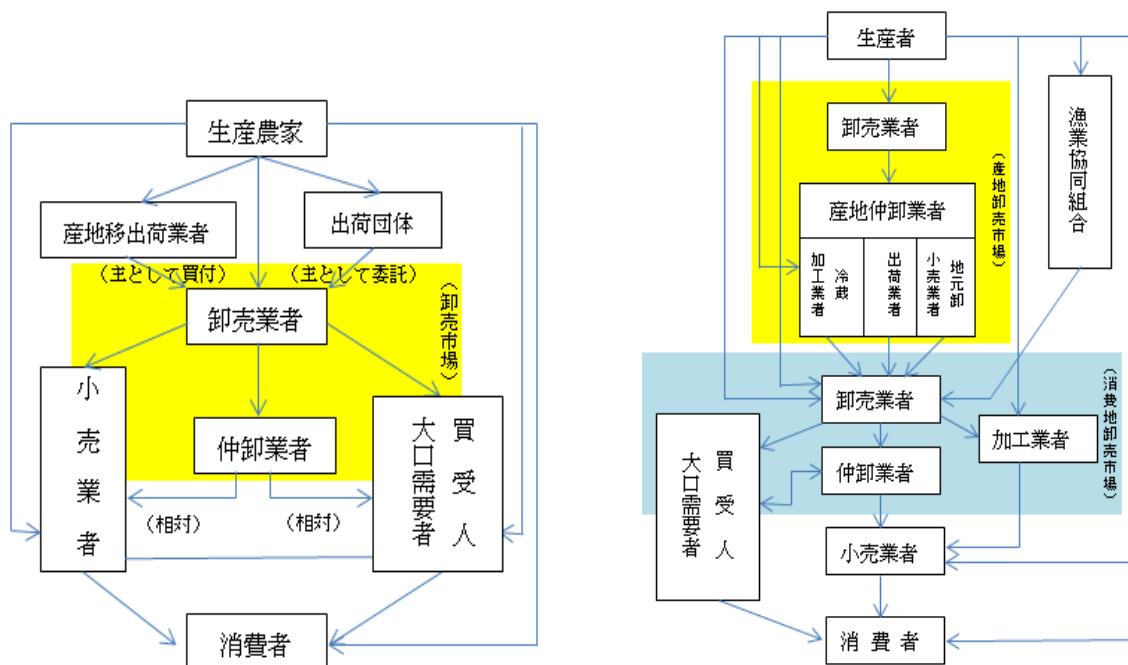 生産農家
産地移出荷業者
出荷団体
（主として買付）
（主として委託）
（卸売市場）
卸売業者
小売業者
仲卸業者
買受人
大口需要者
（相対）
（相対）
消費者
生産者
卸売業者
（産地卸売市場）
漁業協同組合
産地仲卸業者
冷蔵
加工業者
出荷業者
地元卸
小売業者
（消費地卸売市場）
卸売業者
加工業者
買受人
大口需要者
仲卸業者
小売業者
消費者